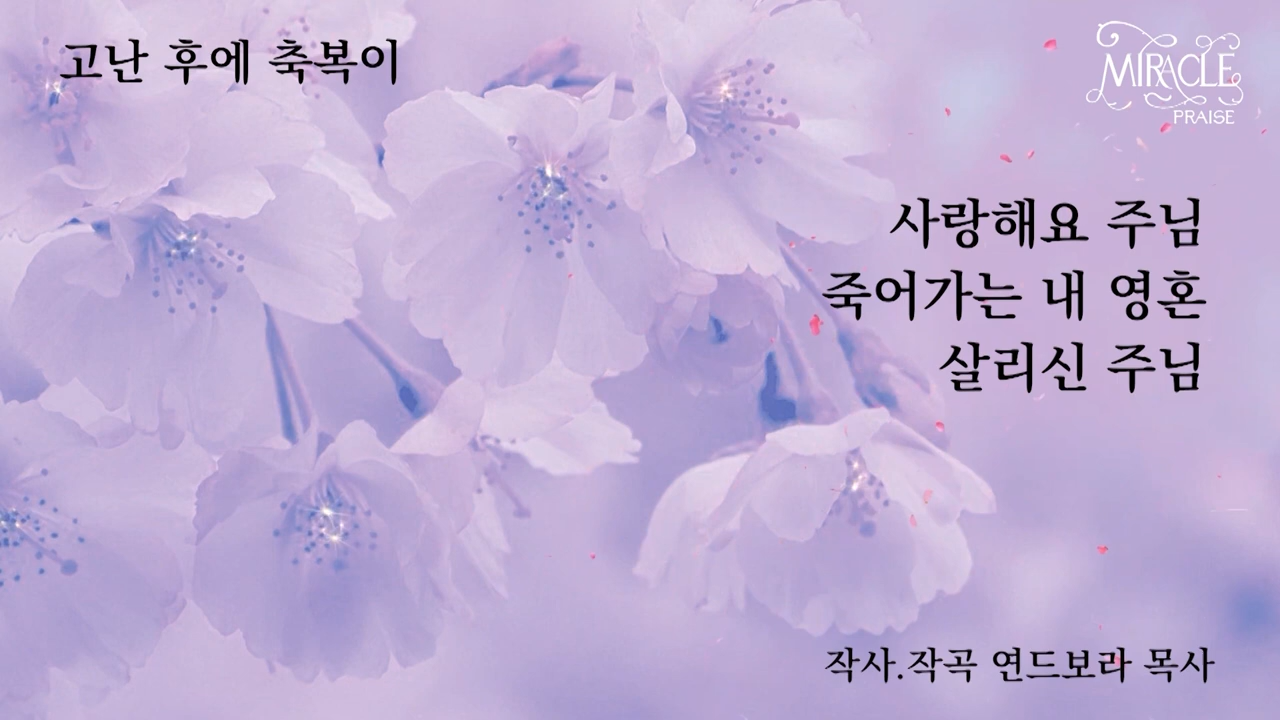 고난 후에 축복이
MIRACLE
PRAISE
사랑해요 주님
죽어가는 내 영혼
살리신 주님
작사.작곡 연드보라 목사